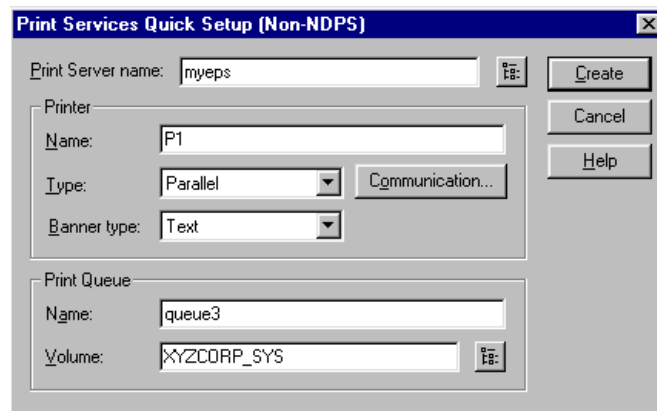 Print Services Quick Setup (Non-NDPS)
Print Server name: myeps
Create
Printer
Cancel
Name: P1
Help
Type: Parallel Communication...
Banner type: Text
Print Queue
Name: queue3
Volume: XYZCORP_SYS